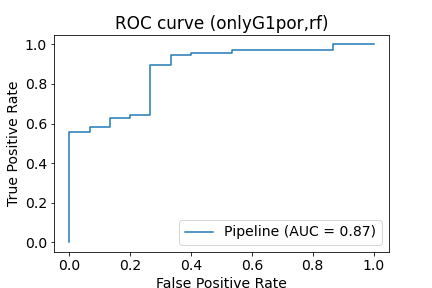 ROC curve (onlyG1por,rf)
True Positive Rate
1.0
0.8
0.6
0.4
0.2
0.0
Pipeline (AUC = 0.87)
0.0 0.2 0.4 0.6 0.8 1.0
False Positive Rate